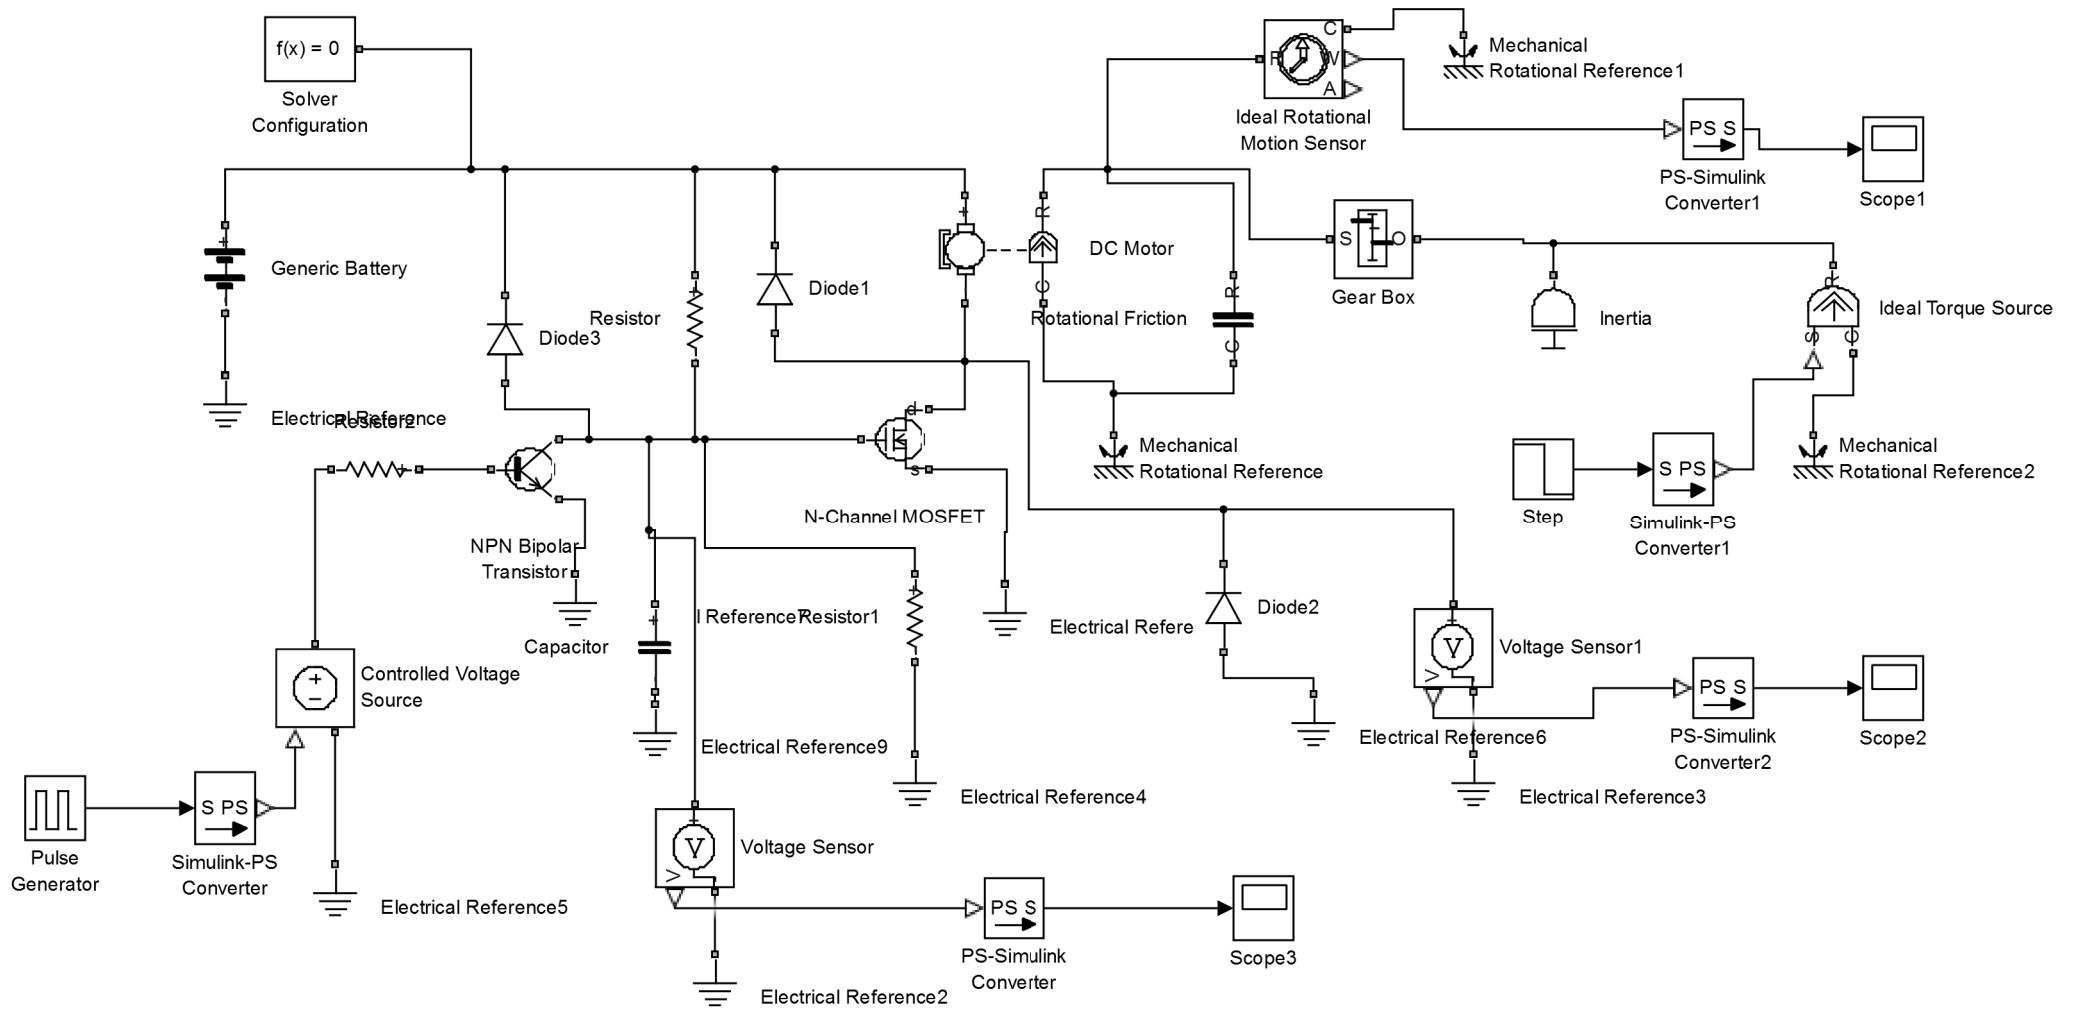 f(x) = 0
Solver
Configuration
C
R
W
A
Ideal Rotational
Motion Sensor
Mechanical
Rotational Reference1
PS S
PS-Simulink
Converter1
Scope1
+
Generic Battery
Electrical Reference
Diode3
Resistor
+
Diode1
+
R
C
DC Motor
Rotational Friction
R
C
S
O
Gear Box
Inertia
R
S
C
Ideal Torque Source
Resistor2
+
NPN Bipolar
Transistor
d
s
N-Channel MOSFET
Mechanical
Rotational Reference
Step
S PS
Simulink-PS
Converter1
Mechanical
Rotational Reference2
Capacitor
+
l Reference7
Resistor1
+
Electrical Refere
Diode2
+
V
V
Voltage Sensor1
Controlled Voltage
Source
+
−
Electrical Reference9
Electrical Reference6
PS S
PS-Simulink
Converter2
Scope2
Pulse
Generator
S PS
Simulink-PS
Converter
Electrical Reference4
Electrical Reference3
+
V
V
Voltage Sensor
Electrical Reference5
PS S
PS-Simulink
Converter
Scope3
Electrical Reference2